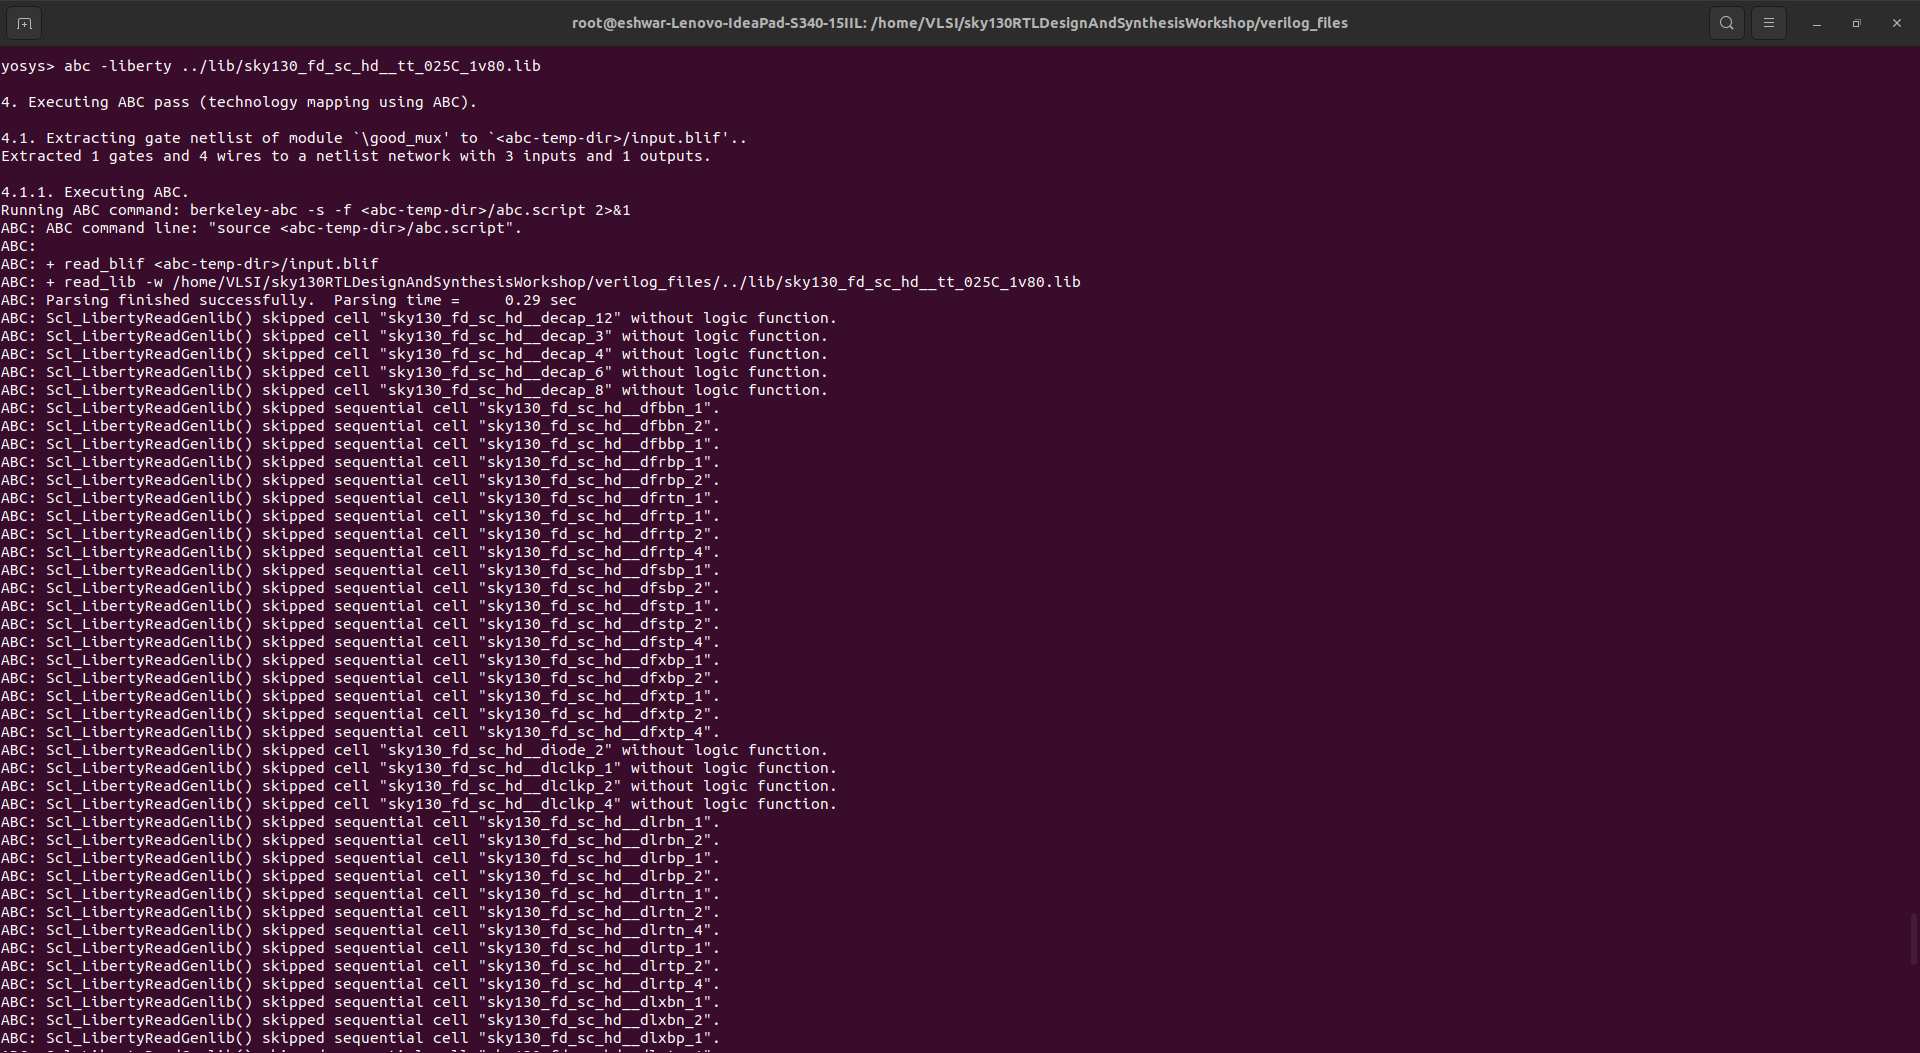 root@eshwar-Lenovo-IdeaPad-S340-15IIL: /home/VLSI/sky130RTLDesignAndSynthesisWorkshop/verilog_files
yosys> abc -liberty ../lib/sky130_fd_sc_hd__tt_025C_1v80.lib
4. Executing ABC pass (technology mapping using ABC).
4.1. Extracting gate netlist of module `\good_mux' to `<abc-temp-dir>/input.blif'..
Extracted 1 gates and 4 wires to a netlist network with 3 inputs and 1 outputs.
4.1.1. Executing ABC.
Running ABC command: berkeley-abc -s -f <abc-temp-dir>/abc.script 2>&1
ABC: ABC command line: "source <abc-temp-dir>/abc.script".
ABC:
ABC: + read_blif <abc-temp-dir>/input.blif
ABC: + read_lib -w /home/VLSI/sky130RTLDesignAndSynthesisWorkshop/verilog_files/../lib/sky130_fd_sc_hd__tt_025C_1v80.lib
ABC: Parsing finished successfully.  Parsing time =     0.29 sec
ABC: Scl_LibertyReadGenlib() skipped cell "sky130_fd_sc_hd__decap_12" without logic function.
ABC: Scl_LibertyReadGenlib() skipped cell "sky130_fd_sc_hd__decap_3" without logic function.
ABC: Scl_LibertyReadGenlib() skipped cell "sky130_fd_sc_hd__decap_4" without logic function.
ABC: Scl_LibertyReadGenlib() skipped cell "sky130_fd_sc_hd__decap_6" without logic function.
ABC: Scl_LibertyReadGenlib() skipped cell "sky130_fd_sc_hd__decap_8" without logic function.
ABC: Scl_LibertyReadGenlib() skipped sequential cell "sky130_fd_sc_hd__dfbbn_1".
ABC: Scl_LibertyReadGenlib() skipped sequential cell "sky130_fd_sc_hd__dfbbn_2".
ABC: Scl_LibertyReadGenlib() skipped sequential cell "sky130_fd_sc_hd__dfbbp_1".
ABC: Scl_LibertyReadGenlib() skipped sequential cell "sky130_fd_sc_hd__dfrbp_1".
ABC: Scl_LibertyReadGenlib() skipped sequential cell "sky130_fd_sc_hd__dfrbp_2".
ABC: Scl_LibertyReadGenlib() skipped sequential cell "sky130_fd_sc_hd__dfrtn_1".
ABC: Scl_LibertyReadGenlib() skipped sequential cell "sky130_fd_sc_hd__dfrtp_1".
ABC: Scl_LibertyReadGenlib() skipped sequential cell "sky130_fd_sc_hd__dfrtp_2".
ABC: Scl_LibertyReadGenlib() skipped sequential cell "sky130_fd_sc_hd__dfrtp_4".
ABC: Scl_LibertyReadGenlib() skipped sequential cell "sky130_fd_sc_hd__dfsbp_1".
ABC: Scl_LibertyReadGenlib() skipped sequential cell "sky130_fd_sc_hd__dfsbp_2".
ABC: Scl_LibertyReadGenlib() skipped sequential cell "sky130_fd_sc_hd__dfstp_1".
ABC: Scl_LibertyReadGenlib() skipped sequential cell "sky130_fd_sc_hd__dfstp_2".
ABC: Scl_LibertyReadGenlib() skipped sequential cell "sky130_fd_sc_hd__dfstp_4".
ABC: Scl_LibertyReadGenlib() skipped sequential cell "sky130_fd_sc_hd__dfxbp_1".
ABC: Scl_LibertyReadGenlib() skipped sequential cell "sky130_fd_sc_hd__dfxbp_2".
ABC: Scl_LibertyReadGenlib() skipped sequential cell "sky130_fd_sc_hd__dfxtp_1".
ABC: Scl_LibertyReadGenlib() skipped sequential cell "sky130_fd_sc_hd__dfxtp_2".
ABC: Scl_LibertyReadGenlib() skipped sequential cell "sky130_fd_sc_hd__dfxtp_4".
ABC: Scl_LibertyReadGenlib() skipped cell "sky130_fd_sc_hd__diode_2" without logic function.
ABC: Scl_LibertyReadGenlib() skipped cell "sky130_fd_sc_hd__dlclkp_1" without logic function.
ABC: Scl_LibertyReadGenlib() skipped cell "sky130_fd_sc_hd__dlclkp_2" without logic function.
ABC: Scl_LibertyReadGenlib() skipped cell "sky130_fd_sc_hd__dlclkp_4" without logic function.
ABC: Scl_LibertyReadGenlib() skipped sequential cell "sky130_fd_sc_hd__dlrbn_1".
ABC: Scl_LibertyReadGenlib() skipped sequential cell "sky130_fd_sc_hd__dlrbn_2".
ABC: Scl_LibertyReadGenlib() skipped sequential cell "sky130_fd_sc_hd__dlrbp_1".
ABC: Scl_LibertyReadGenlib() skipped sequential cell "sky130_fd_sc_hd__dlrbp_2".
ABC: Scl_LibertyReadGenlib() skipped sequential cell "sky130_fd_sc_hd__dlrtn_1".
ABC: Scl_LibertyReadGenlib() skipped sequential cell "sky130_fd_sc_hd__dlrtn_2".
ABC: Scl_LibertyReadGenlib() skipped sequential cell "sky130_fd_sc_hd__dlrtn_4".
ABC: Scl_LibertyReadGenlib() skipped sequential cell "sky130_fd_sc_hd__dlrtp_1".
ABC: Scl_LibertyReadGenlib() skipped sequential cell "sky130_fd_sc_hd__dlrtp_2".
ABC: Scl_LibertyReadGenlib() skipped sequential cell "sky130_fd_sc_hd__dlrtp_4".
ABC: Scl_LibertyReadGenlib() skipped sequential cell "sky130_fd_sc_hd__dlxbn_1".
ABC: Scl_LibertyReadGenlib() skipped sequential cell "sky130_fd_sc_hd__dlxbn_2".
ABC: Scl_LibertyReadGenlib() skipped sequential cell "sky130_fd_sc_hd__dlxbp_1".